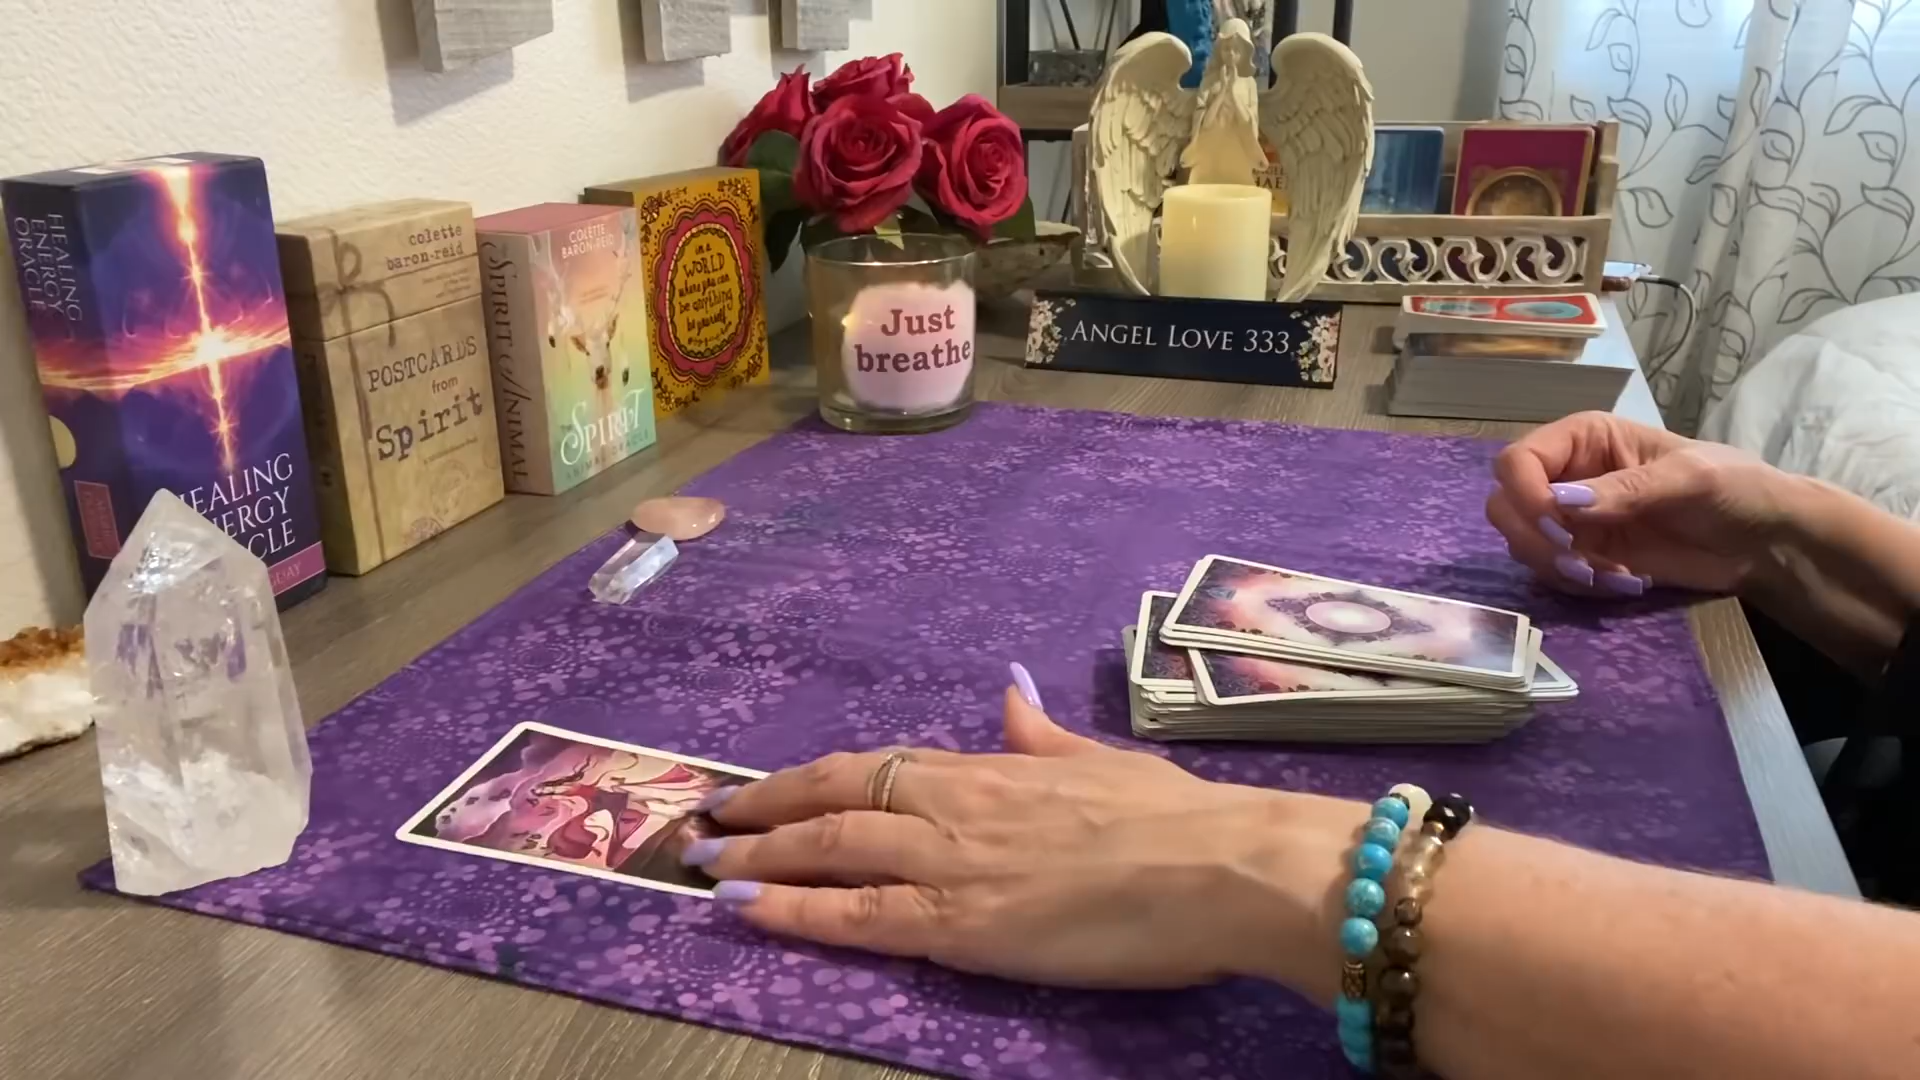 HEALING
ENERGY
ORACLE
HEALING
ENERGY
ORACLE
colette
baron-reid
POSTCARDS
from
Spirit
SPIRIT ANIMAL
COLETTE
BARON-REID
The
SPIRIT
ANIMAL ORACLE
in a
WORLD
where you can
be anything
be yourself
Just
breathe
ANGEL LOVE 333